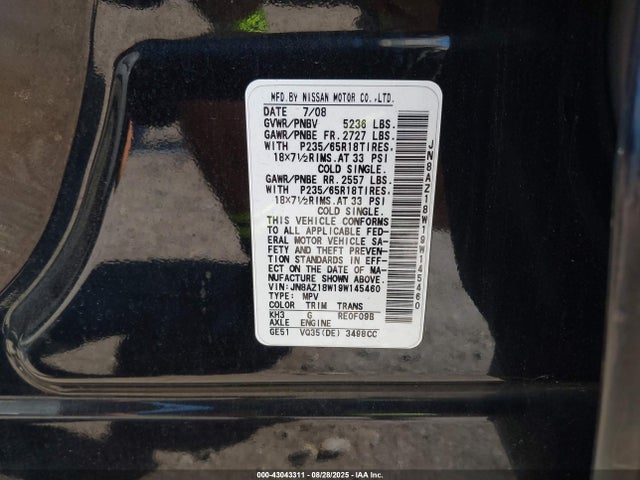 MFD.BY NISSAN MOTOR CO.,LTD.
DATE 7/08
GVWR/PNBV 5236 LBS.
GAWR/PNBE FR. 2727 LBS.
WITH P235/65R18TIRES.
18×7½RIMS.AT 33 PSI
COLD SINGLE.
GAWR/PNBE RR. 2557 LBS.
WITH P235/65R18TIRES.
18×7½RIMS.AT 33 PSI
COLD SINGLE.
THIS VEHICLE CONFORMS
TO ALL APPLICABLE FED-
ERAL MOTOR VEHICLE SA-
FETY AND THEFT PREVEN-
TION STANDARDS IN EFF-
ECT ON THE DATE OF MA-
NUFACTURE SHOWN ABOVE.
VIN:JN8AZ18W19W145460
TYPE: MPV
COLOR TRIM TRANS
KH3 G RE0F09B
AXLE ENGINE
GE51 VQ35(DE) 3498CC
JN8AZ18W19W145460
000-43043311 - 08/28/2025 - IAA Inc.